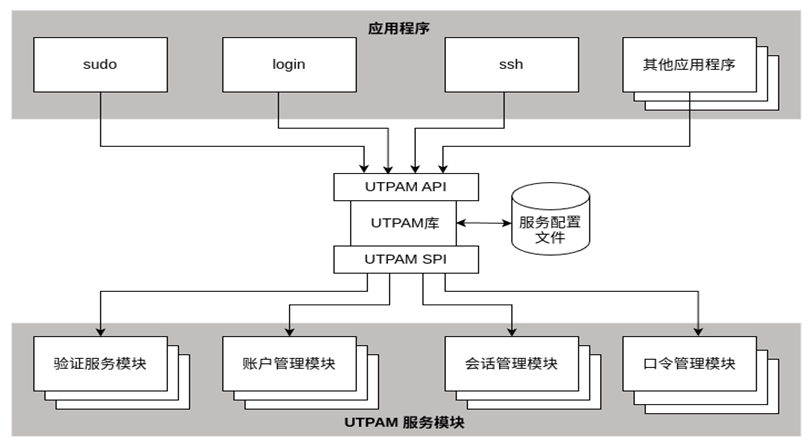 应用程序
sudo
login
ssh
其他应用程序
UTPAM API
UTPAM库
服务配置
文件
UTPAM SPI
验证服务模块
账户管理模块
会话管理模块
口令管理模块
UTPAM 服务模块